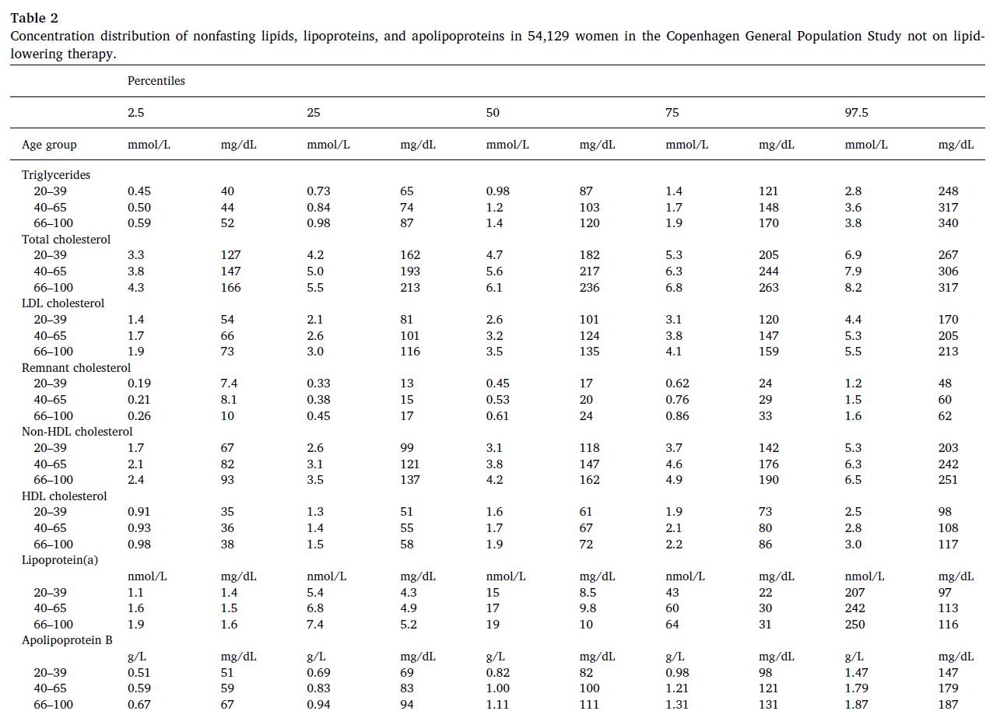 Table 2
Concentration distribution of nonfasting lipids, lipoproteins, and apolipoproteins in 54,129 women in the Copenhagen General Population Study not on lipid-
lowering therapy.
Percentiles
2.5 25 50 75 97.5
Age group mmol/L mg/dL mmol/L mg/dL mmol/L mg/dL mmol/L mg/dL mmol/L mg/dL
Triglycerides
20–39 0.45 40 0.73 65 0.98 87 1.4 121 2.8 248
40–65 0.50 44 0.84 74 1.2 103 1.7 148 3.6 317
66–100 0.59 52 0.98 87 1.4 120 1.9 170 3.8 340
Total cholesterol
20–39 3.3 127 4.2 162 4.7 182 5.3 205 6.9 267
40–65 3.8 147 5.0 193 5.6 217 6.3 244 7.9 306
66–100 4.3 166 5.5 213 6.1 236 6.8 263 8.2 317
LDL cholesterol
20–39 1.4 54 2.1 81 2.6 101 3.1 120 4.4 170
40–65 1.7 66 2.6 101 3.2 124 3.8 147 5.3 205
66–100 1.9 73 3.0 116 3.5 135 4.1 159 5.5 213
Remnant cholesterol
20–39 0.19 7.4 0.33 13 0.45 17 0.62 24 1.2 48
40–65 0.21 8.1 0.38 15 0.53 20 0.76 29 1.5 60
66–100 0.26 10 0.45 17 0.61 24 0.86 33 1.6 62
Non-HDL cholesterol
20–39 1.7 67 2.6 99 3.1 118 3.7 142 5.3 203
40–65 2.1 82 3.1 121 3.8 147 4.6 176 6.3 242
66–100 2.4 93 3.5 137 4.2 162 4.9 190 6.5 251
HDL cholesterol
20–39 0.91 35 1.3 51 1.6 61 1.9 73 2.5 98
40–65 0.93 36 1.4 55 1.7 67 2.1 80 2.8 108
66–100 0.98 38 1.5 58 1.9 72 2.2 86 3.0 117
Lipoprotein(a)
nmol/L mg/dL nmol/L mg/dL nmol/L mg/dL nmol/L mg/dL nmol/L mg/dL
20–39 1.1 1.4 5.4 4.3 15 8.5 43 22 207 97
40–65 1.6 1.5 6.8 4.9 17 9.8 60 30 242 113
66–100 1.9 1.6 7.4 5.2 19 10 64 31 250 116
Apolipoprotein B
g/L mg/dL g/L mg/dL g/L mg/dL g/L mg/dL g/L mg/dL
20–39 0.51 51 0.69 69 0.82 82 0.98 98 1.47 147
40–65 0.59 59 0.83 83 1.00 100 1.21 121 1.79 179
66–100 0.67 67 0.94 94 1.11 111 1.31 131 1.87 187